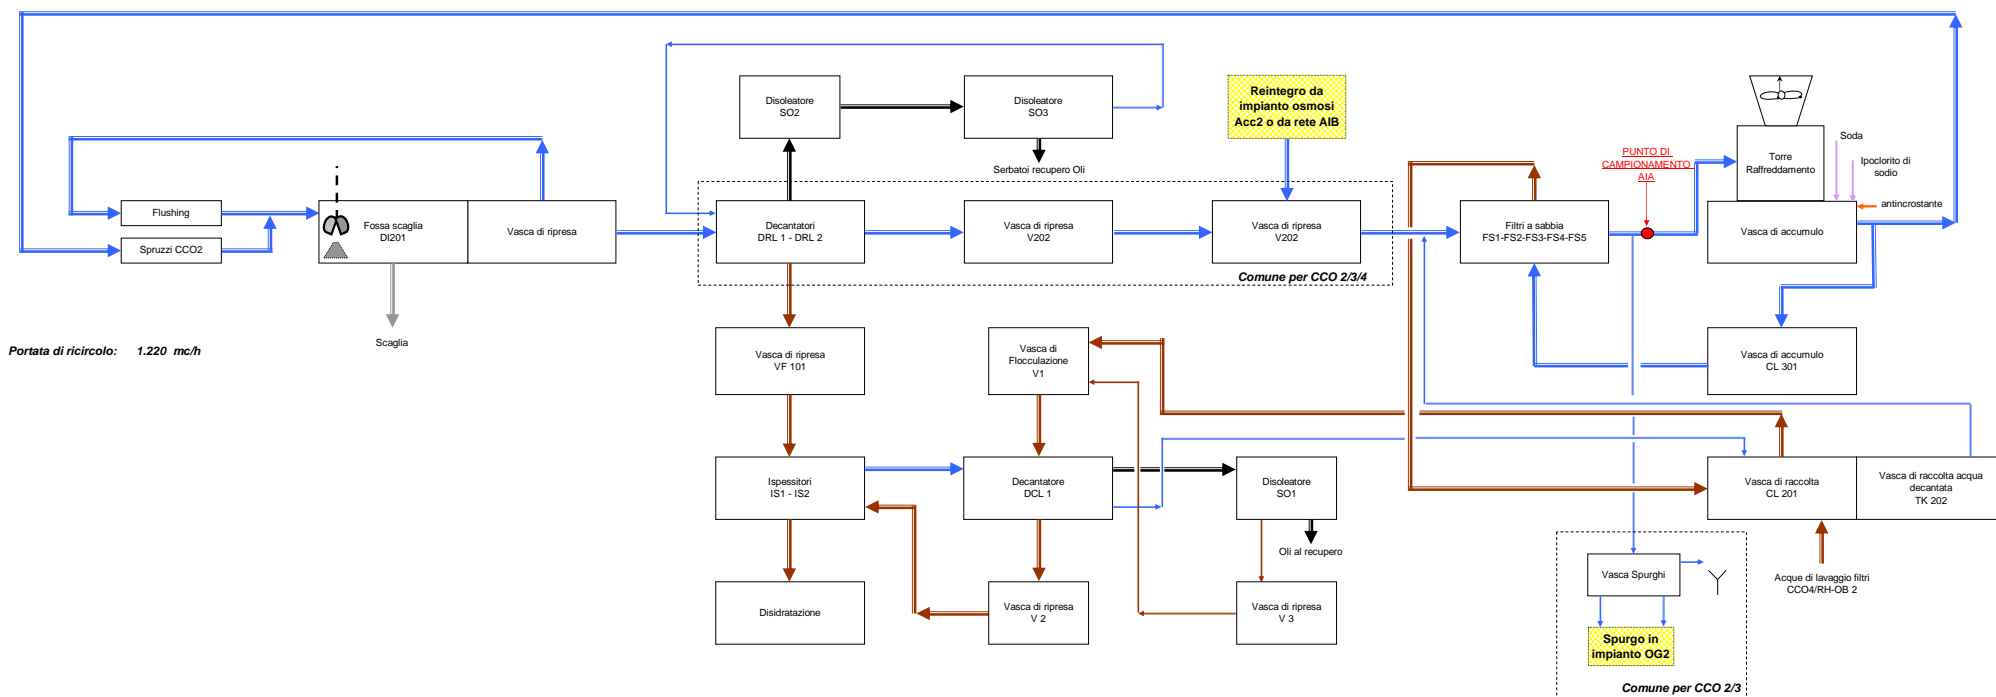 Disoleatore
SO2
Disoleatore
SO3
Serbatoi recupero Oli
Reintegro da
impianto osmosi
Acc2 o da rete AIB
PUNTO DI
CAMPIONAMENTO
AIA
Torre
Raffreddamento
Soda
Ipoclorito di
sodio
antincrostante
Flushing
Spruzzi CCO2
Fossa scaglia
DI201
Vasca di ripresa
Decantatori
DRL 1 - DRL 2
Vasca di ripresa
V202
Vasca di ripresa
V202
Filtri a sabbia
FS1-FS2-FS3-FS4-FS5
Vasca di accumulo
Comune per CCO 2/3/4
Scaglia
Portata di ricircolo: 1.220 mc/h
Vasca di ripresa
VF 101
Vasca di
Flocculazione
V1
Vasca di accumulo
CL 301
Ispessitori
IS1 - IS2
Decantatore
DCL 1
Disoleatore
SO1
Vasca di raccolta
CL 201
Vasca di raccolta acqua
decantata
TK 202
Oli al recupero
Disidratazione
Vasca di ripresa
V 2
Vasca di ripresa
V 3
Vasca Spurghi
Acque di lavaggio filtri
CCO4/RH-OB 2
Spurgo in
impianto OG2
Comune per CCO 2/3